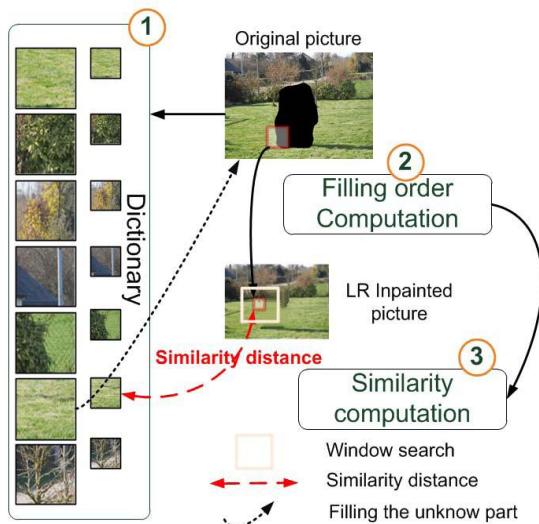 1
Original picture
Dictionary
2
Filling order
Computation
LR Inpainted
picture
Similarity distance
3
Similarity
computation
Window search
Similarity distance
Filling the unknow part